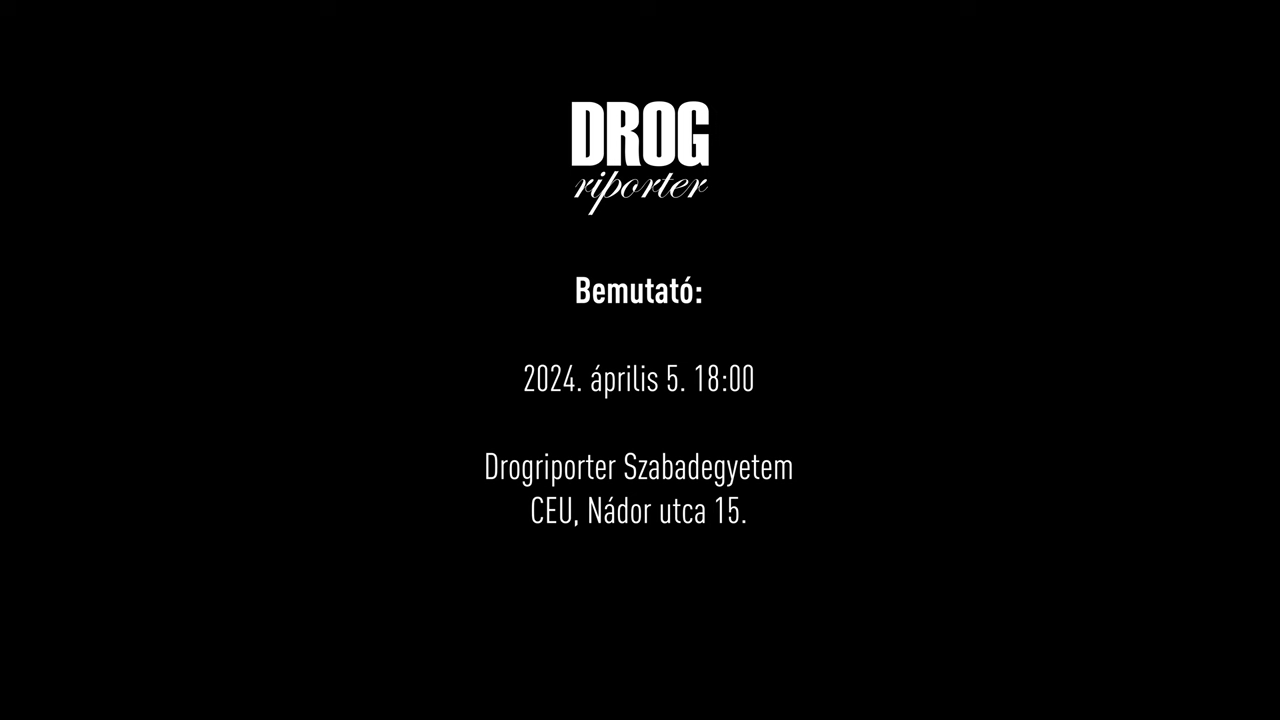 DROG
riporter
Bemutató:
2024. április 5. 18:00
Drogriporter Szabadegyetem
CEU, Nádor utca 15.